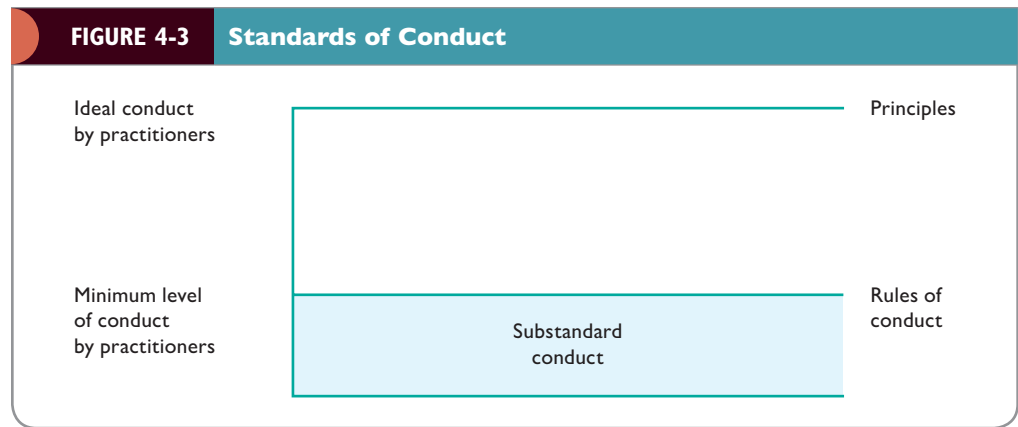 FIGURE 4-3 Standards of Conduct
Ideal conduct
by practitioners
Principles
Minimum level
of conduct
by practitioners
Substandard
conduct
Rules of
conduct